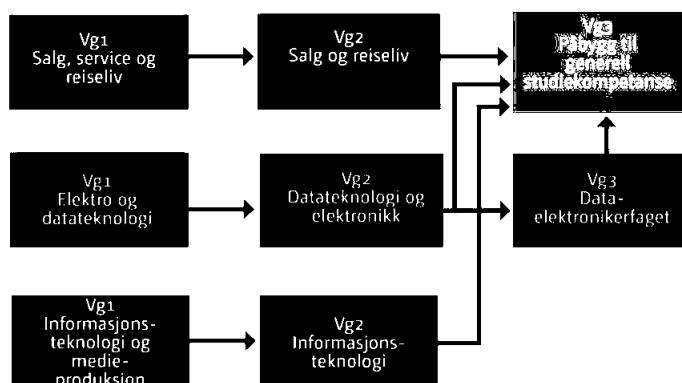 Vg1
Salg, service og
reiseliv
Vg2
Salg og reiseliv
Vg3
Påbygg til
generell
studiekompetanse
Vg1
Elektro og
datateknologi
Vg2
Datateknologi og
elektronikk
Vg3
Data-
elektronikerfaget
Vg1
Informasjons-
teknologi og
medie-
produksjon
Vg2
Informasjons-
teknologi